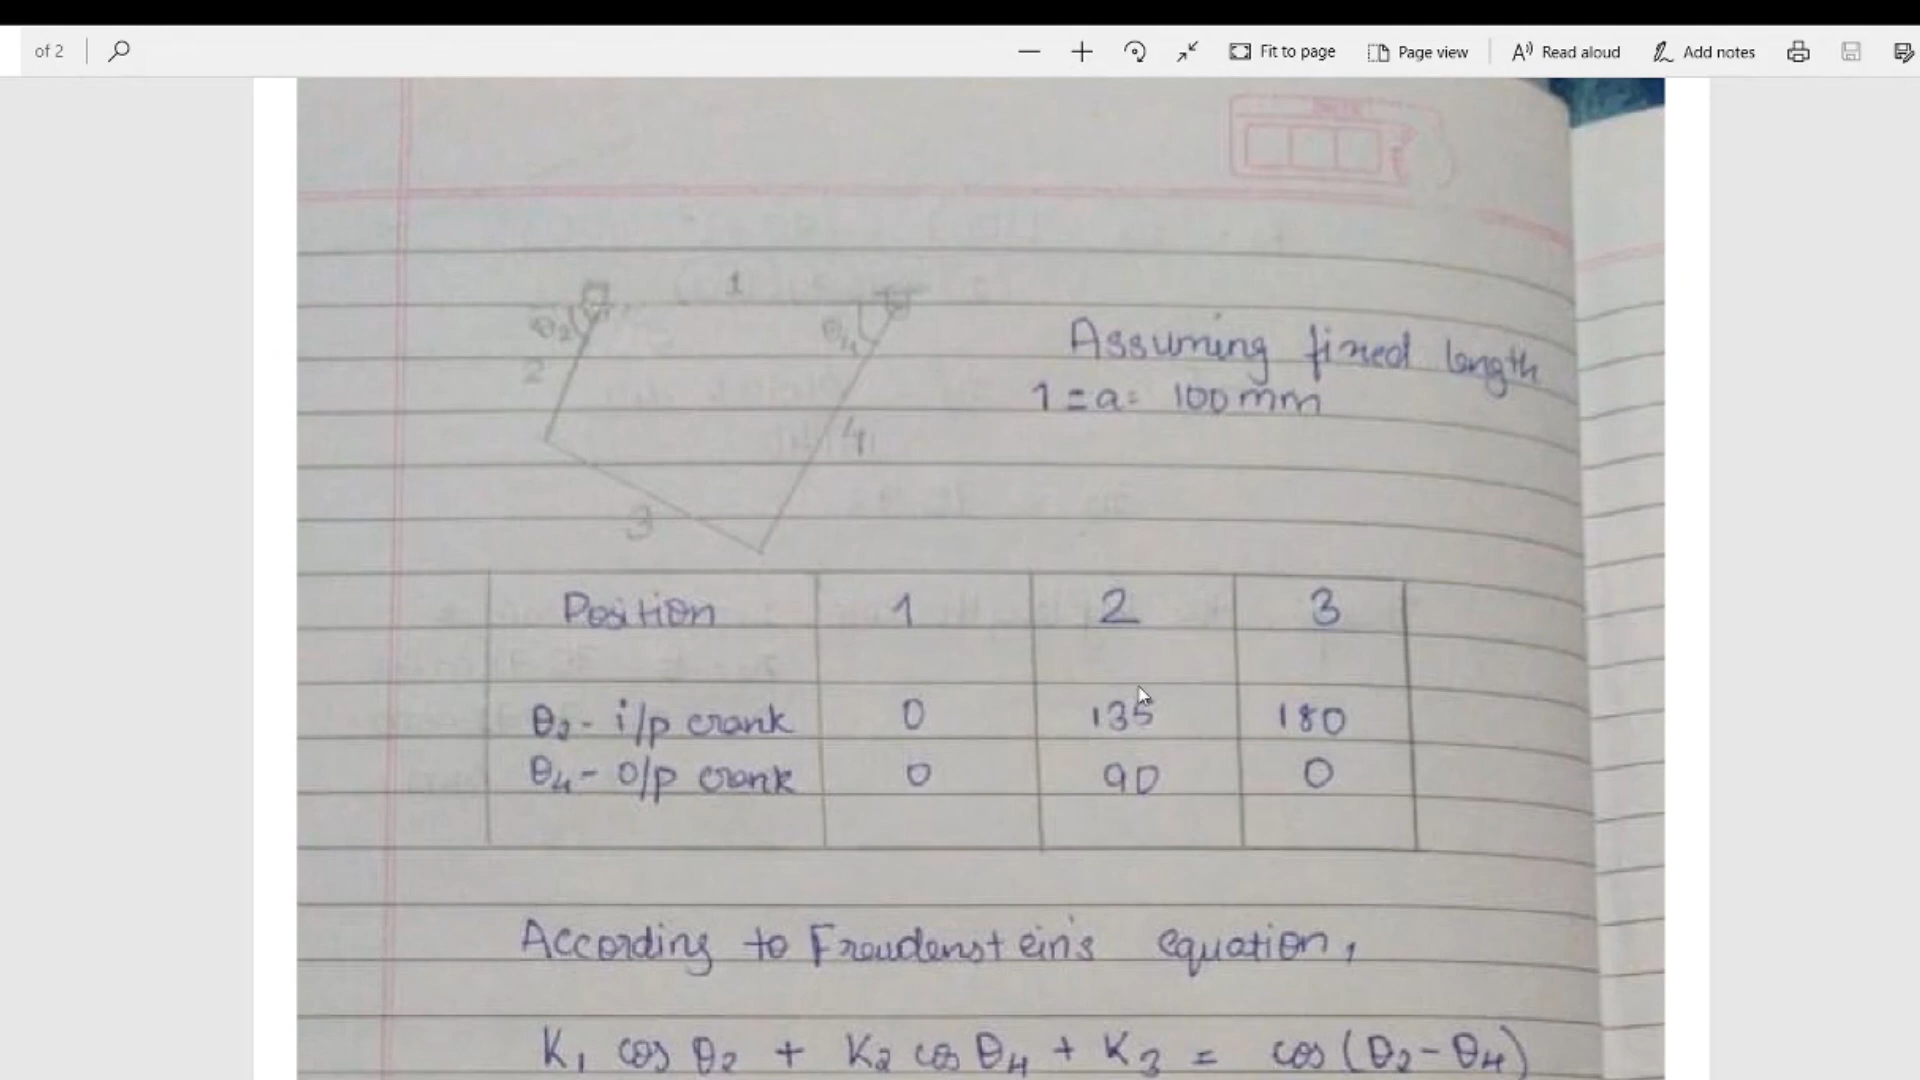 of 2
Fit to page
Page view
Read aloud
Add notes
1
θ2
θ4
2
4
3
Assuming fixed length
1 = a = 100 mm
Position 1 2 3
θ2 - i/p crank 0 135 180
θ4 - o/p crank 0 90 0
According to Freudenstein's equation,
K1 cos θ2 + K2 cos θ4 + K3 = cos (θ2 - θ4)